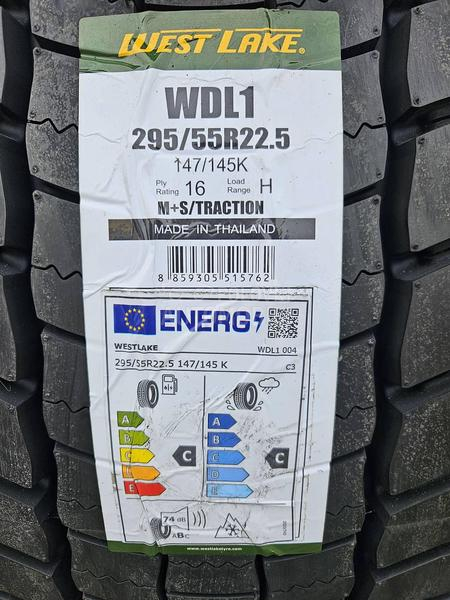 WEST LAKE®
WDL1
295/55R22.5
147/145K
Ply Rating 16 Load Range H
M+S/TRACTION
MADE IN THAILAND
8 859305 515762
ENERG
WESTLAKE WDL1 004
295/55R22.5 147/145 K C3
A A
B B
C C C C
D D
E E
74 dB
ABC
www.westlaketyre.com